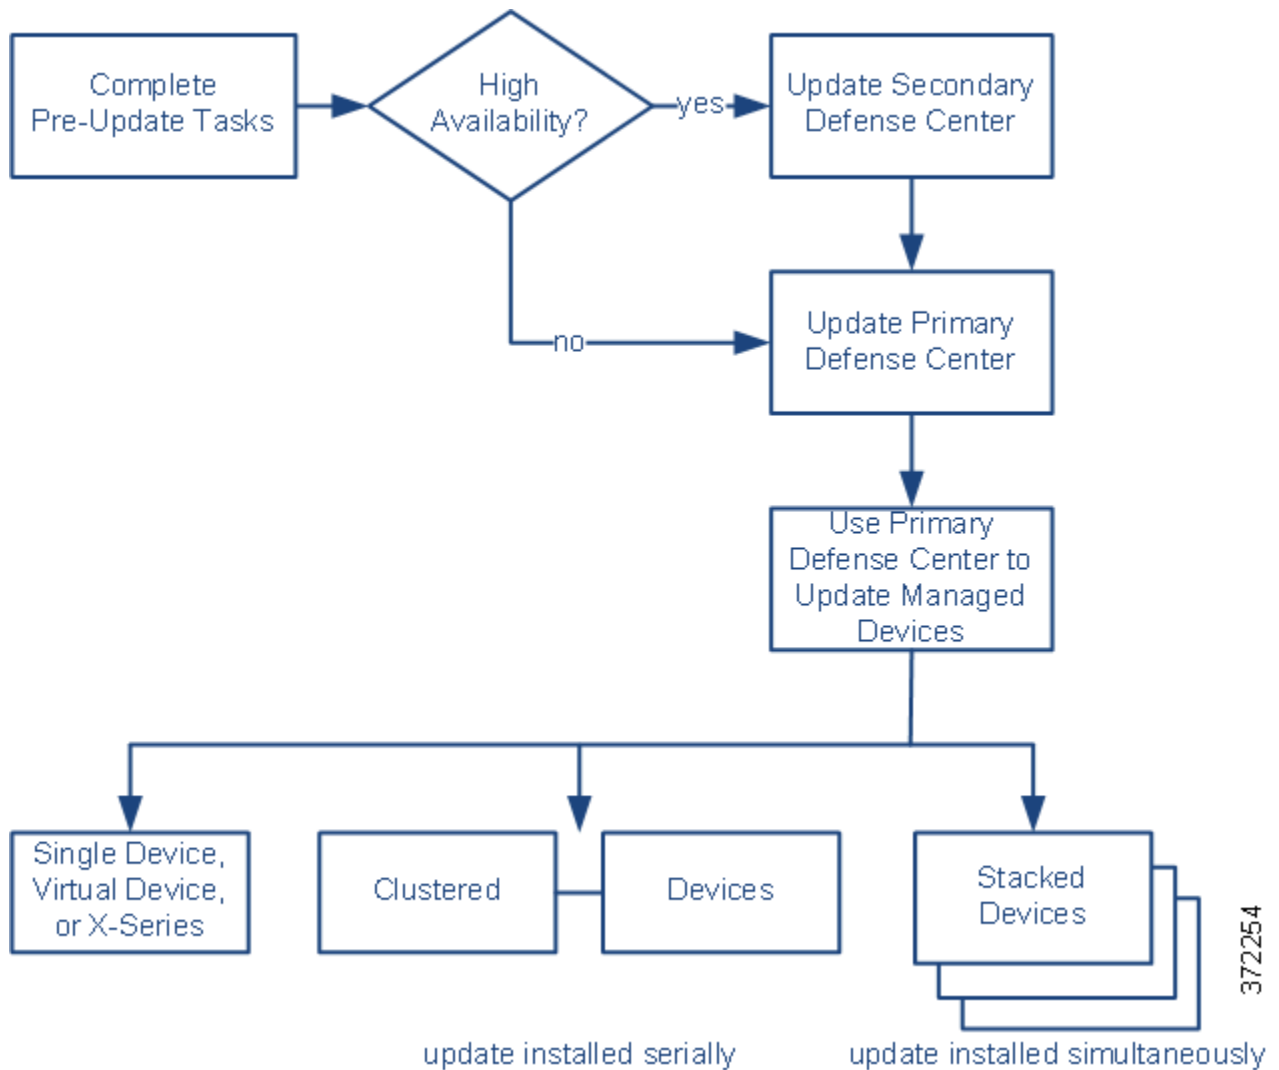 Complete
Pre-Update Tasks
High
Availability?
yes
Update Secondary
Defense Center
no
Update Primary
Defense Center
Use Primary
Defense Center to
Update Managed
Devices
Single Device,
Virtual Device,
or X-Series
Clustered
Devices
Stacked
Devices
372254
update installed serially
update installed simultaneously